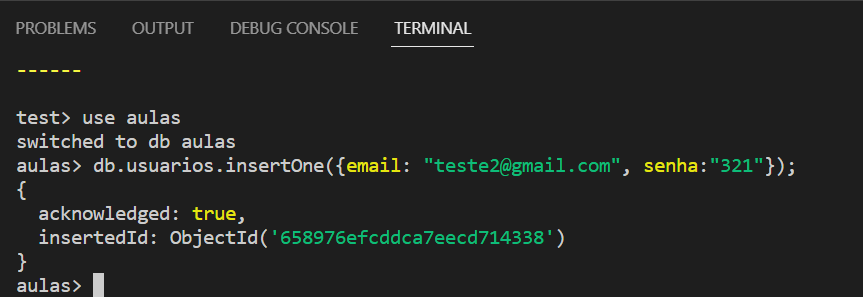 PROBLEMS OUTPUT DEBUG CONSOLE TERMINAL
------
test> use aulas
switched to db aulas
aulas> db.usuarios.insertOne({email: "teste2@gmail.com", senha:"321"});
{
  acknowledged: true,
  insertedId: ObjectId('658976efcddca7eecd714338')
}
aulas>